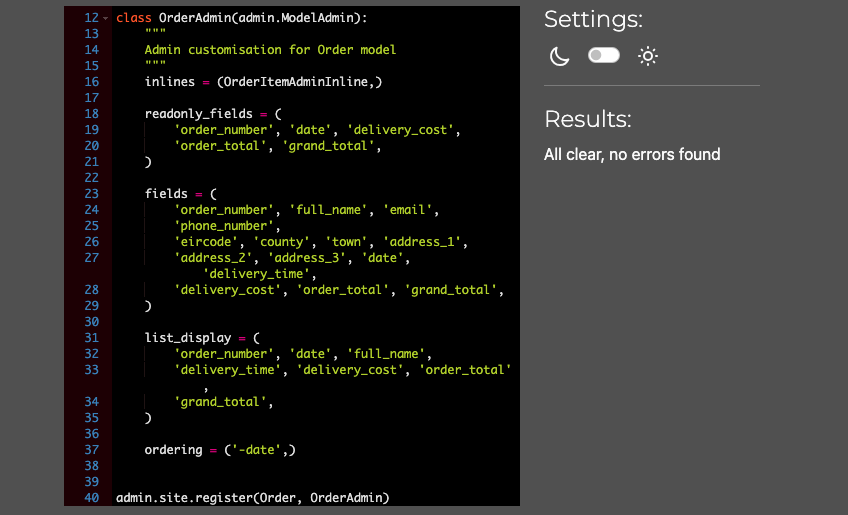 12 class OrderAdmin(admin.ModelAdmin):
13     """
14     Admin customisation for Order model
15     """
16     inlines = (OrderItemAdminInline,)
17
18     readonly_fields = (
19         'order_number', 'date', 'delivery_cost',
20         'order_total', 'grand_total',
21     )
22
23     fields = (
24         'order_number', 'full_name', 'email',
25         'phone_number',
26         'eircode', 'county', 'town', 'address_1',
27         'address_2', 'address_3', 'date',
            'delivery_time',
28         'delivery_cost', 'order_total', 'grand_total',
29     )
30
31     list_display = (
32         'order_number', 'date', 'full_name',
33         'delivery_time', 'delivery_cost', 'order_total'
            ,
34         'grand_total',
35     )
36
37     ordering = ('-date',)
38
39
40 admin.site.register(Order, OrderAdmin)
Settings:
Results:
All clear, no errors found